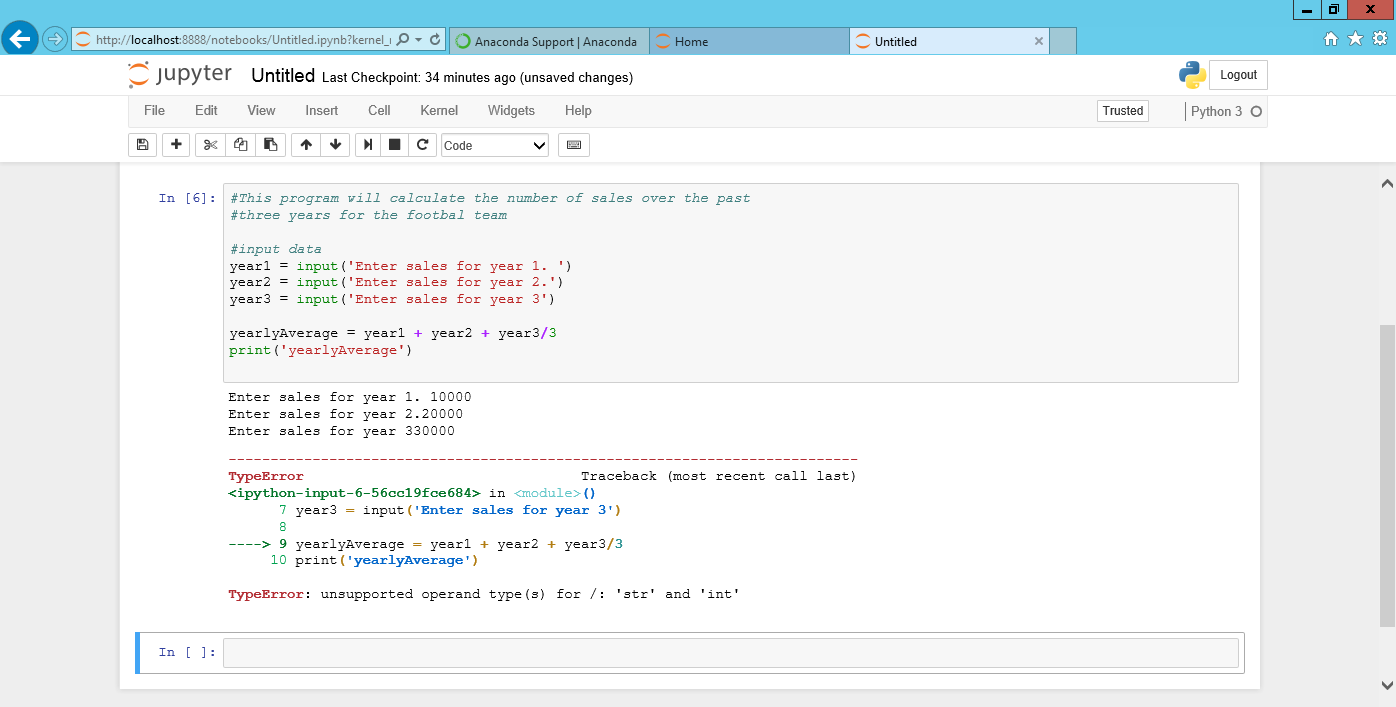 http://localhost:8888/notebooks/Untitled.ipynb?kernel_
Anaconda Support | Anaconda
Home
Untitled
jupyter Untitled Last Checkpoint: 34 minutes ago (unsaved changes)
Logout
File Edit View Insert Cell Kernel Widgets Help
Trusted
Python 3
Code
In [6]: #This program will calculate the number of sales over the past
#three years for the footbal team
#input data
year1 = input('Enter sales for year 1. ')
year2 = input('Enter sales for year 2.')
year3 = input('Enter sales for year 3')
yearlyAverage = year1 + year2 + year3/3
print('yearlyAverage')
Enter sales for year 1. 10000
Enter sales for year 2.20000
Enter sales for year 330000
---------------------------------------------------------------------------
TypeError Traceback (most recent call last)
<ipython-input-6-56cc19fce684> in <module>()
7 year3 = input('Enter sales for year 3')
8
----> 9 yearlyAverage = year1 + year2 + year3/3
10 print('yearlyAverage')
TypeError: unsupported operand type(s) for /: 'str' and 'int'
In [ ]: